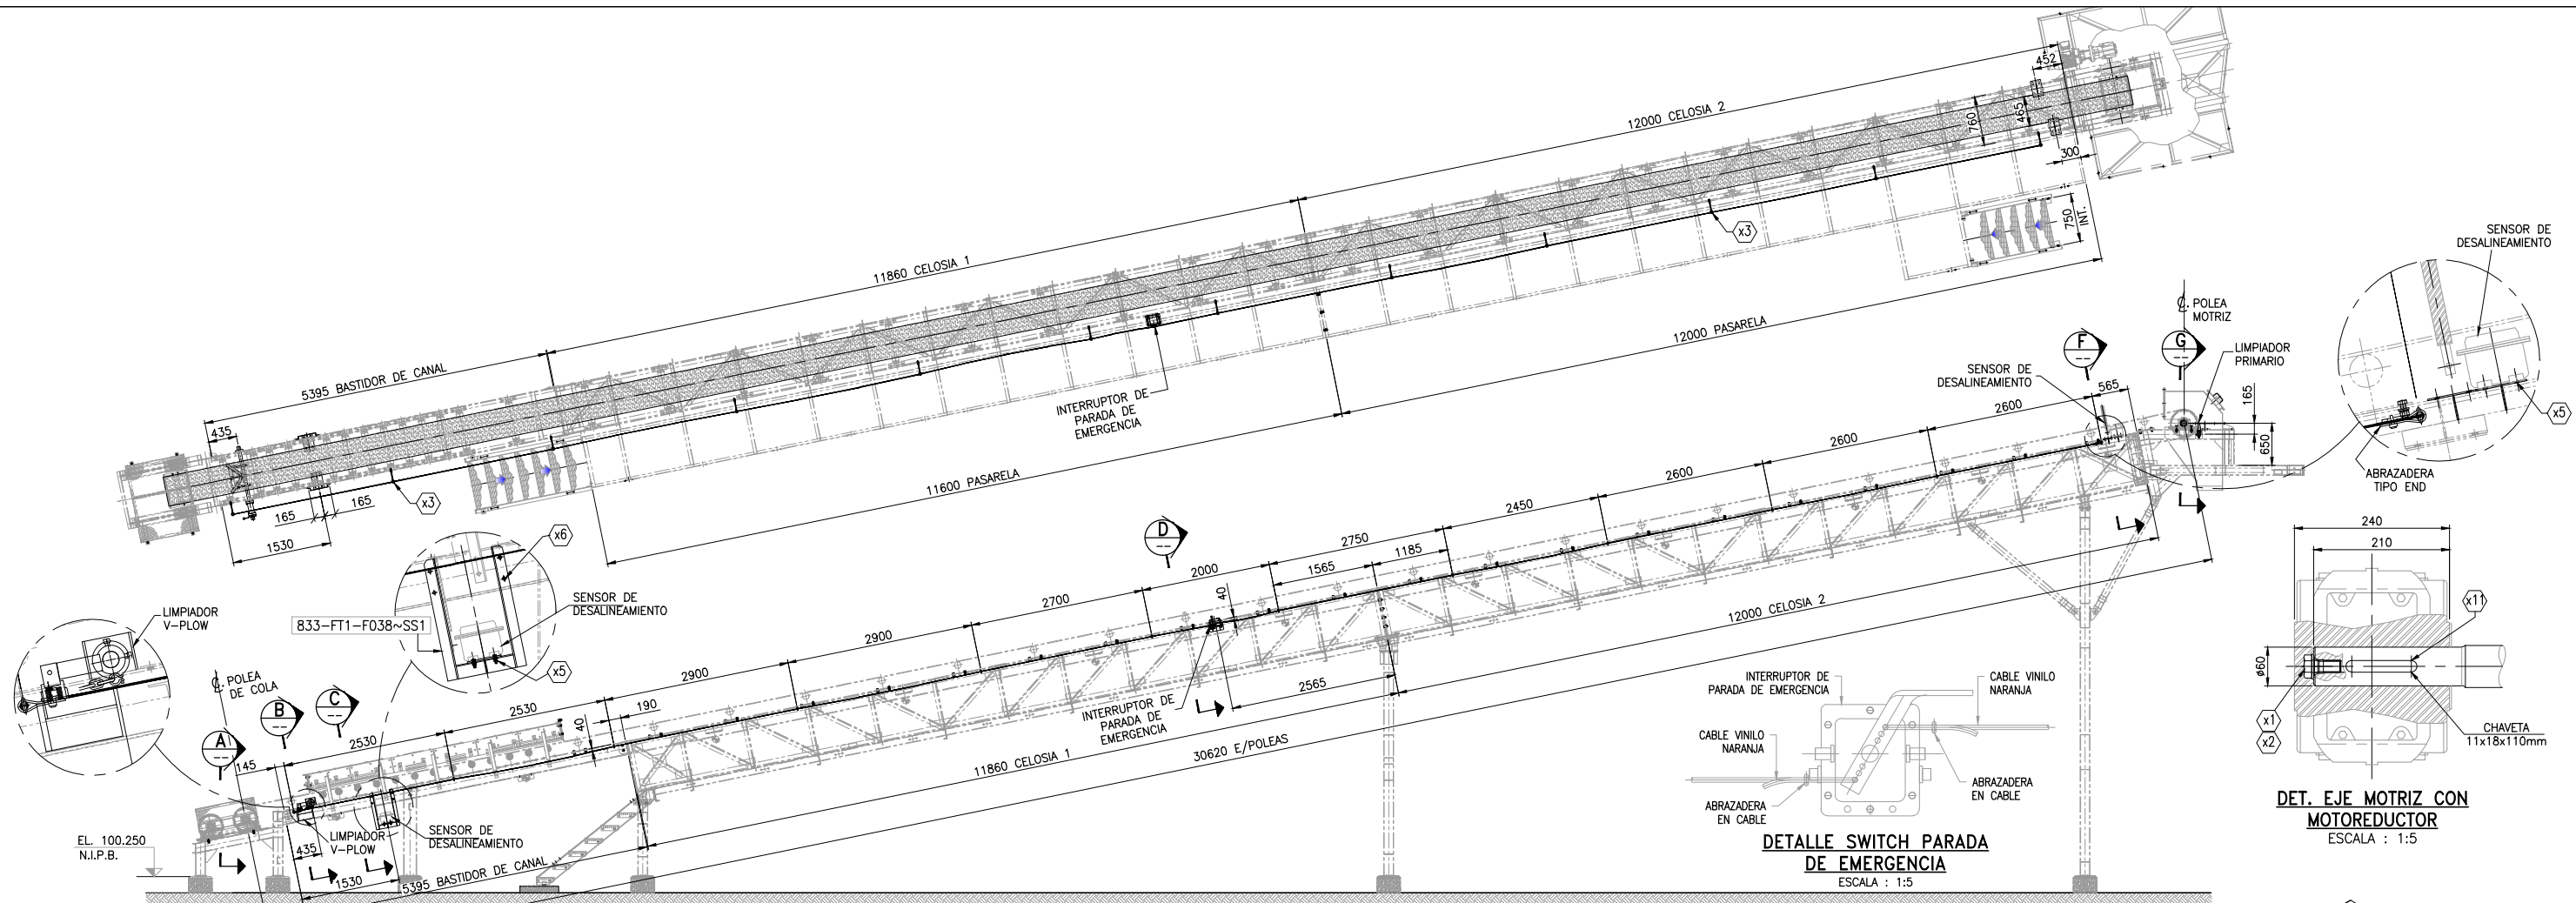 452
12000 CELOSIA 2
760
465
300
750
INT.
x3
11860 CELOSIA 1
12000 PASARELA
5395 BASTIDOR DE CANAL
435
INTERRUPTOR DE
PARADA DE
EMERGENCIA
11600 PASARELA
165
165
x3
1530
SENSOR DE
DESALINEAMIENTO
x5
ABRAZADERA
TIPO END
℄ POLEA
MOTRIZ
F
--
G
--
LIMPIADOR
PRIMARIO
SENSOR DE
DESALINEAMIENTO
565
165
650
2600
2600
2600
2450
2750
1185
1565
2000
D
--
40
2700
2900
2900
190
40
2530
2530
145
x6
SENSOR DE
DESALINEAMIENTO
833-FT1-F038~SS1
x5
LIMPIADOR
V-PLOW
℄ POLEA
DE COLA
A
--
B
--
C
--
INTERRUPTOR DE
PARADA DE
EMERGENCIA
2565
12000 CELOSIA 2
11860 CELOSIA 1
30620 E/POLEAS
LIMPIADOR
V-PLOW
435
SENSOR DE
DESALINEAMIENTO
1530
5395 BASTIDOR DE CANAL
EL. 100.250
N.I.P.B.
INTERRUPTOR DE
PARADA DE EMERGENCIA
CABLE VINILO
NARANJA
CABLE VINILO
NARANJA
ABRAZADERA
EN CABLE
ABRAZADERA
EN CABLE
DETALLE SWITCH PARADA
DE EMERGENCIA
ESCALA : 1:5
240
210
x11
ø60
x1
x2
CHAVETA
11x18x110mm
DET. EJE MOTRIZ CON
MOTOREDUCTOR
ESCALA : 1:5